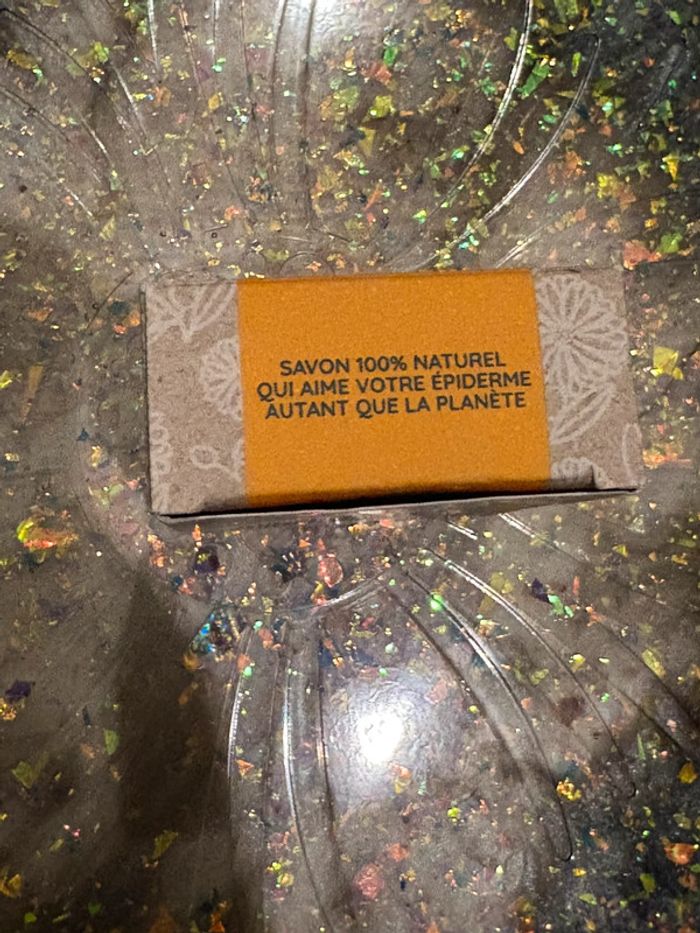 SAVON 100% NATUREL
QUI AIME VOTRE ÉPIDERME
AUTANT QUE LA PLANÈTE